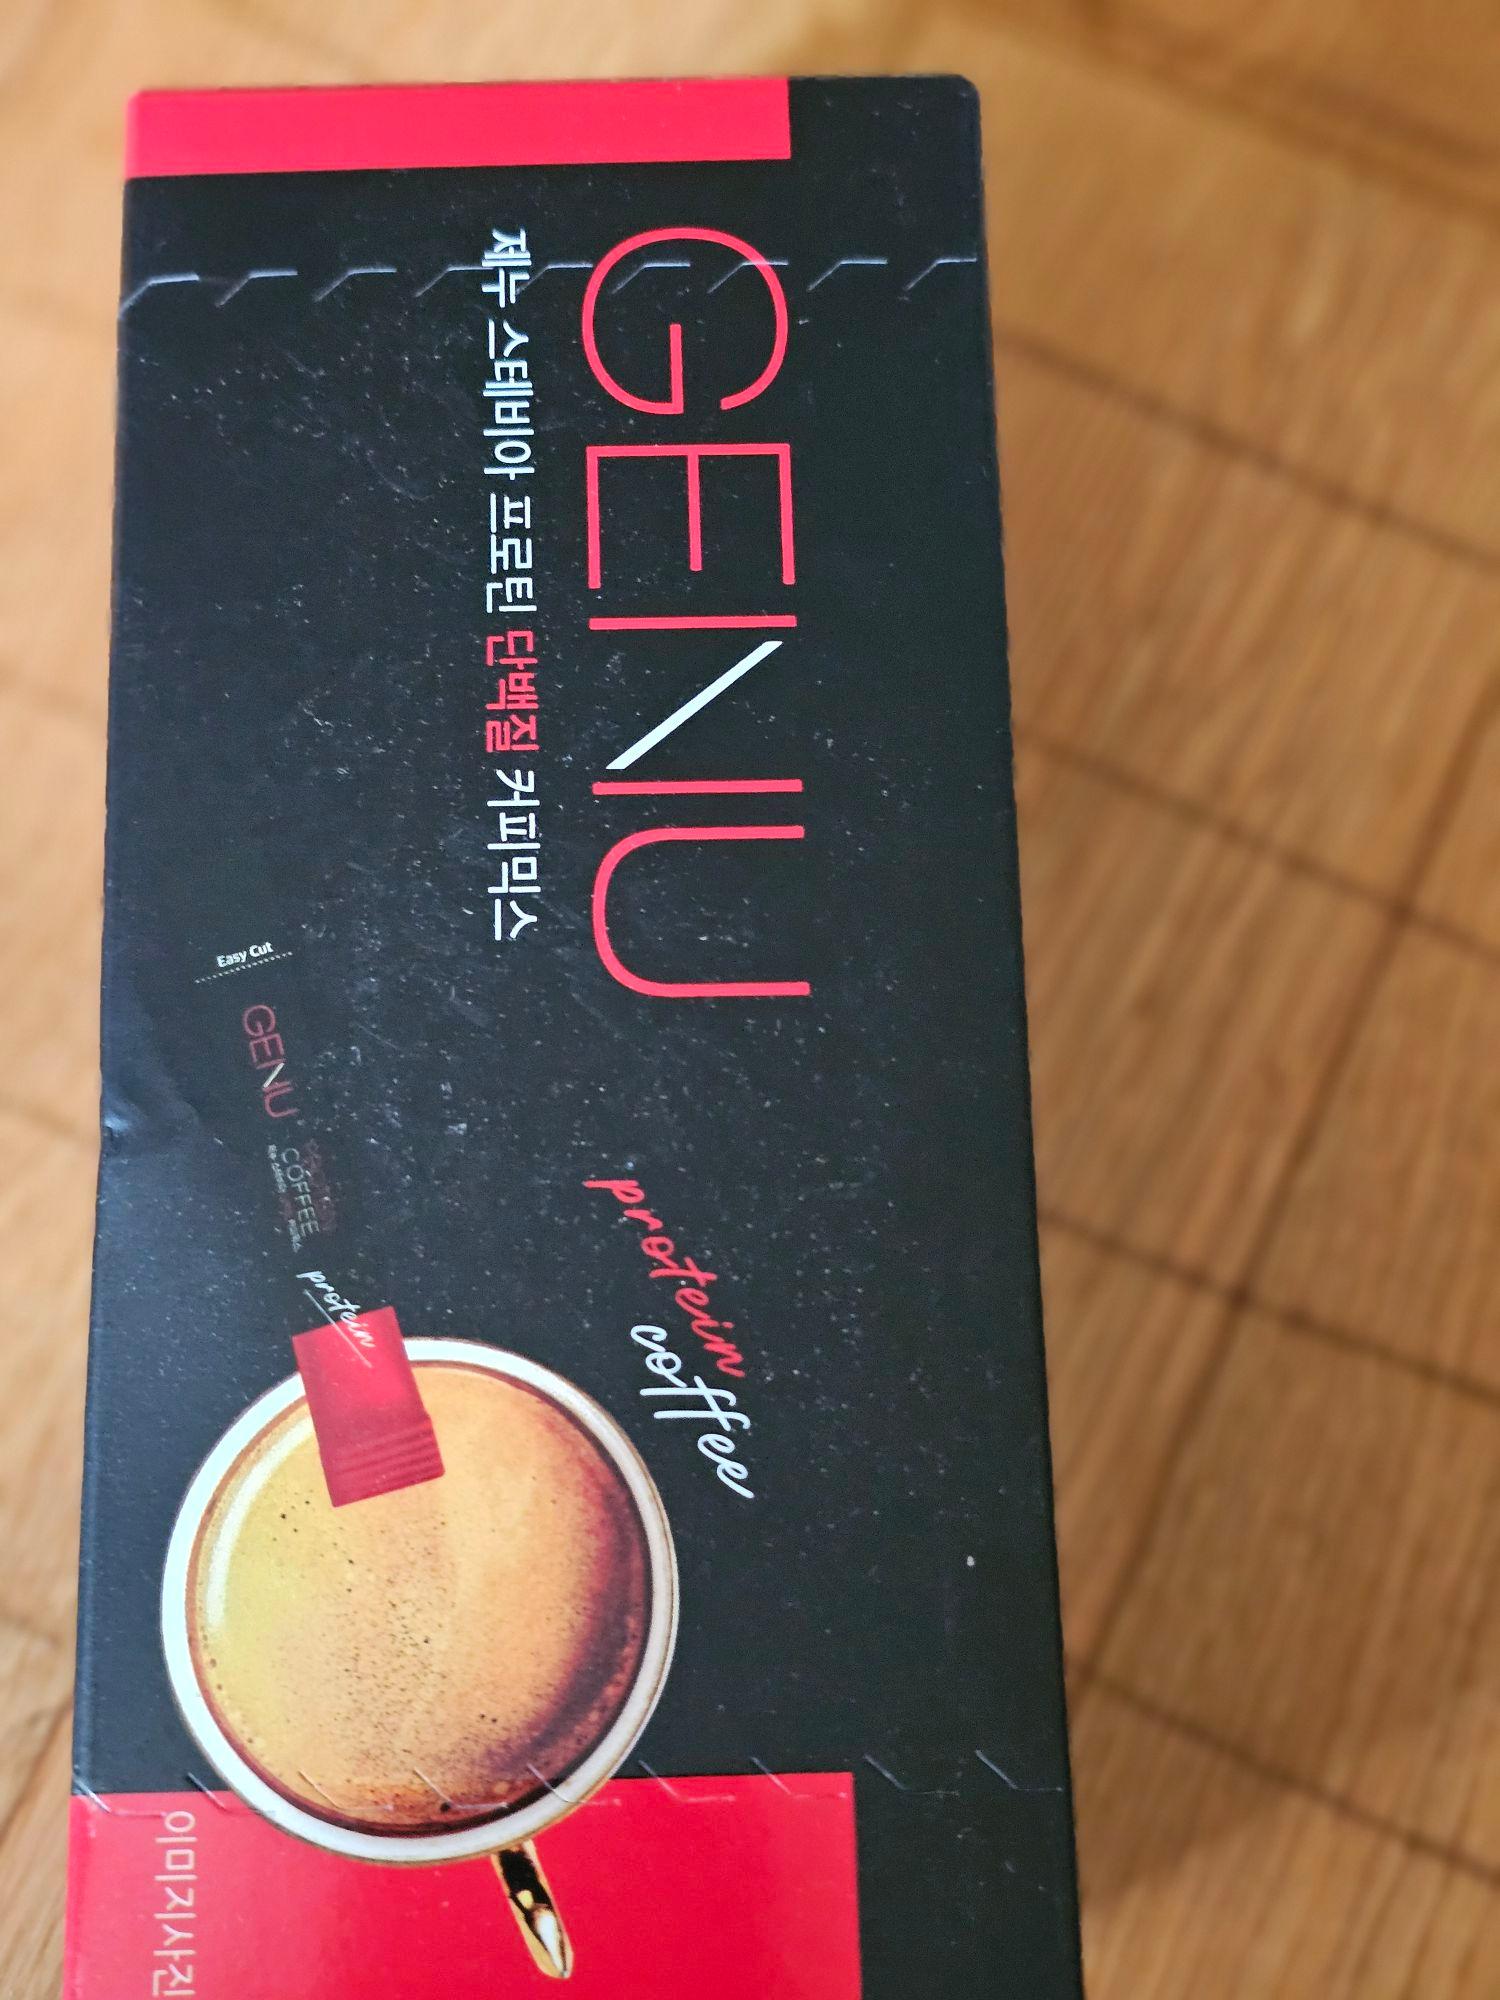 GENU
제누 스테비아 프로틴 단백질 커피믹스
protein
coffee
Easy Cut
GENU
COFFEE
protein
이미지사진